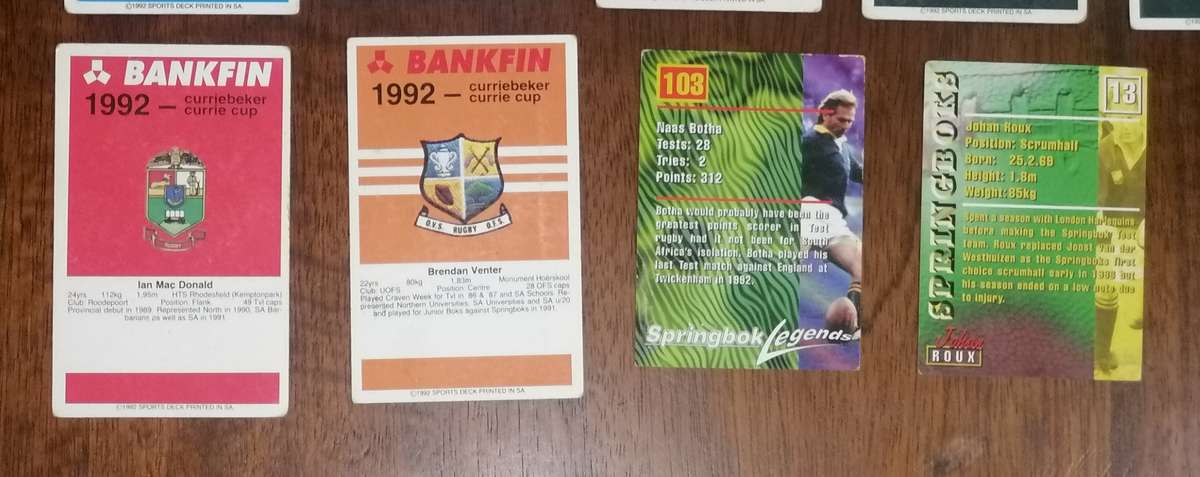 ©1992 SPORTS DECK PRINTED IN SA
©1992 SPORTS DECK PRINTED IN SA
BANKFIN
1992 – curriebeker
currie cup
RUGBY
Ian Mac Donald
24yrs 112kg 1,95m HTS Rhodesfield (Kemptonpark)
Club: Roodepoort Position: Flank 49 Tvl caps
Provincial debut in 1989. Represented North in 1990, SA Bar-
barians as well as SA in 1991.
©1992 SPORTS DECK PRINTED IN SA
BANKFIN
1992 – curriebeker
currie cup
O.V.S. RUGBY O.F.S.
Brendan Venter
22yrs 80kg 1,83m Monument Hoërskool
Club: UOFS Position: Centre 28 OFS caps
Played Craven Week for Tvl in '86 & '87 and SA Schools. Rep-
resented Northern Universities, SA Universities and SA u/20
and played for Junior Boks against Springboks in 1991.
©1992 SPORTS DECK PRINTED IN SA
103
Naas Botha
Tests: 28
Tries: 2
Points: 312
Botha would probably have been the
greatest points scorer in Test
rugby had it not been for South
Africa's isolation. Botha played his
last Test match against England at
Twickenham in 1992.
Springbok Legends
SPRINGBOKS
13
Johan Roux
Position: Scrumhalf
Born: 25.2.69
Height: 1.8m
Weight: 85kg
Spent a season with London Harlequins
before making the Springbok Test
team. Roux replaced Joost van der
Westhuizen as the Springboks first
choice scrumhalf early in but
his season ended on a low note due
to injury.
Johan
ROUX